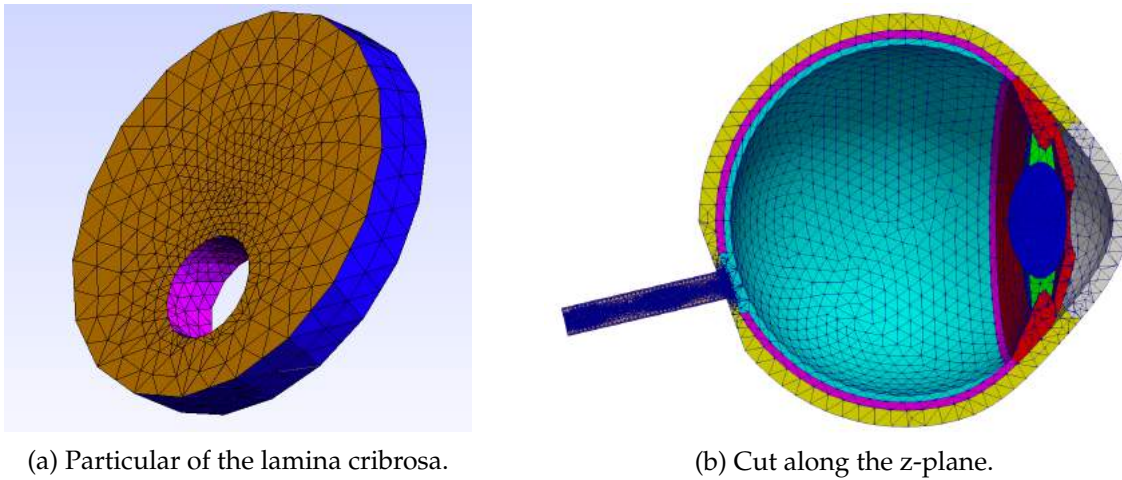 (a) Particular of the lamina cribrosa.
(b) Cut along the z-plane.